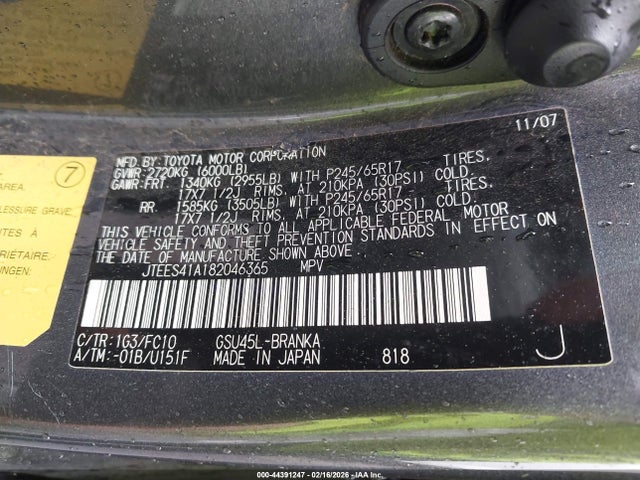 7
AREA.
PRESSURE GRAVE,
11/07
MFD. BY: TOYOTA MOTOR CORPORATION
GVWR 2720KG (6000LB)
GAWR FRT. 1340KG (2955LB) WITH P245/65R17 TIRES,
17X7 1/2J RIMS, AT 210KPA (30PSI) COLD.
RR. 1585KG (3505LB) WITH P245/65R17 TIRES,
17X7 1/2J RIMS, AT 210KPA (30PSI) COLD.
THIS VEHICLE CONFORMS TO ALL APPLICABLE FEDERAL MOTOR
VEHICLE SAFETY AND THEFT PREVENTION STANDARDS IN EFFECT ON
THE DATE OF MANUFACTURE SHOWN ABOVE.
JTEES41A182046365 MPV
C/TR: 1G3/FC10 GSU45L-BRANKA
A/TM: -01B/U151F MADE IN JAPAN 818 J
000-44391247 - 02/16/2026 - IAA Inc.